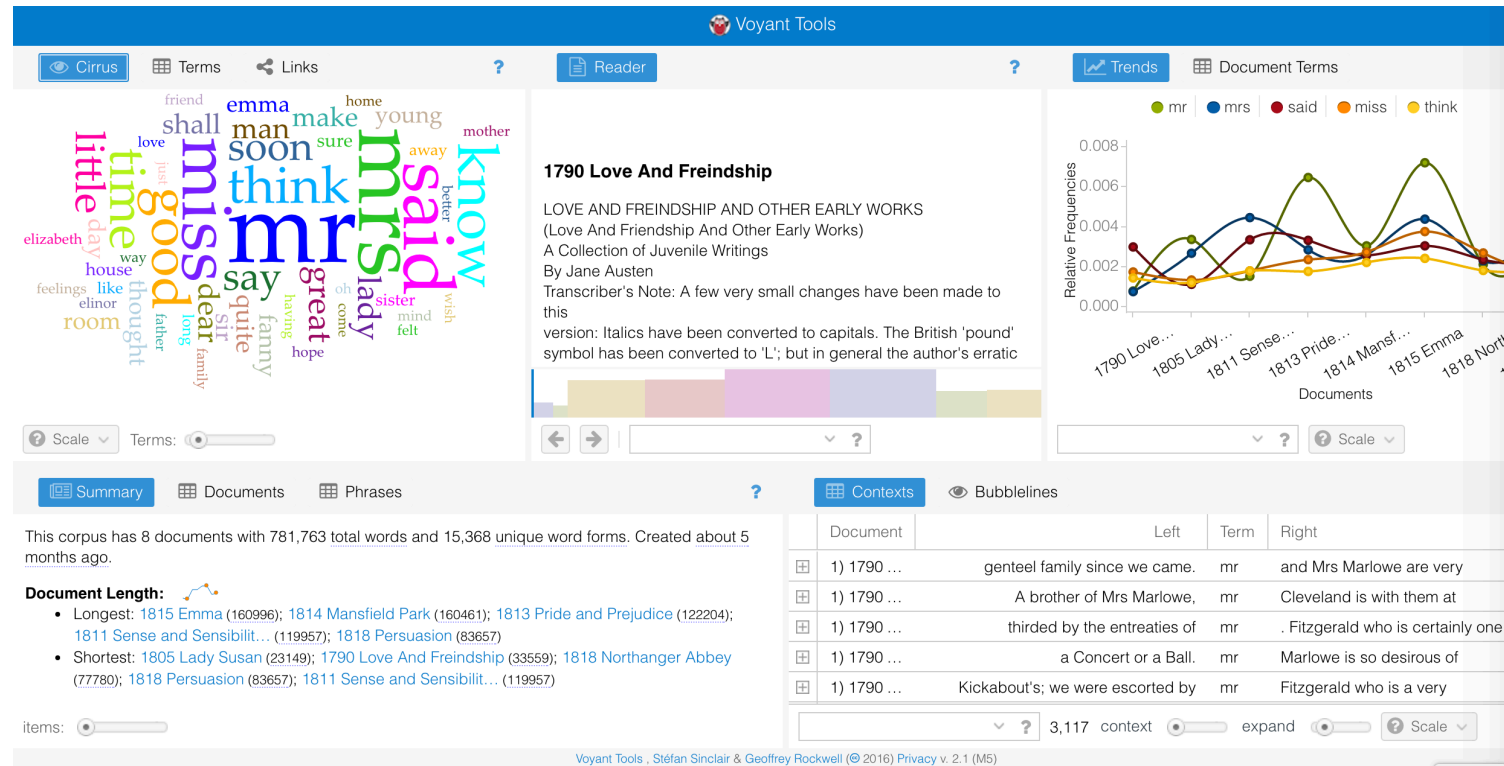 Voyant Tools
Cirrus Terms Links ?
friend emma home
shall man make young
love soon sure mother
little time just miss think mrs away know
good mr said better
elizabeth day way
house say great lady
feelings like dear quite oh sister wish
elinor thought sir fanny having come mind
room father long hope felt
family
? Scale Terms:
Reader ?
1790 Love And Freindship
LOVE AND FREINDSHIP AND OTHER EARLY WORKS
(Love And Friendship And Other Early Works)
A Collection of Juvenile Writings
By Jane Austen
Transcriber's Note: A few very small changes have been made to
this
version: Italics have been converted to capitals. The British 'pound'
symbol has been converted to 'L'; but in general the author's erratic
?
Trends Document Terms
mr mrs said miss think
Relative Frequencies
0.008
0.006
0.004
0.002
0.000
1790 Love... 1805 Lady... 1811 Sense... 1813 Pride... 1814 Mansf... 1815 Emma 1818 North
Documents
? ? Scale
Summary Documents Phrases ?
This corpus has 8 documents with 781,763 total words and 15,368 unique word forms. Created about 5
months ago.
Document Length:
• Longest: 1815 Emma (160996); 1814 Mansfield Park (160461); 1813 Pride and Prejudice (122204);
1811 Sense and Sensibilit... (119957); 1818 Persuasion (83657)
• Shortest: 1805 Lady Susan (23149); 1790 Love And Freindship (33559); 1818 Northanger Abbey
(77780); 1818 Persuasion (83657); 1811 Sense and Sensibilit... (119957)
items:
Contexts Bubblelines
Document Left Term Right
1) 1790 ... genteel family since we came. mr and Mrs Marlowe are very
1) 1790 ... A brother of Mrs Marlowe, mr Cleveland is with them at
1) 1790 ... thirded by the entreaties of mr . Fitzgerald who is certainly one
1) 1790 ... a Concert or a Ball. mr Marlowe is so desirous of
1) 1790 ... Kickabout's; we were escorted by mr Fitzgerald who is a very
? 3,117 context expand ? Scale
Voyant Tools , Stéfan Sinclair & Geoffrey Rockwell (© 2016) Privacy v. 2.1 (M5)